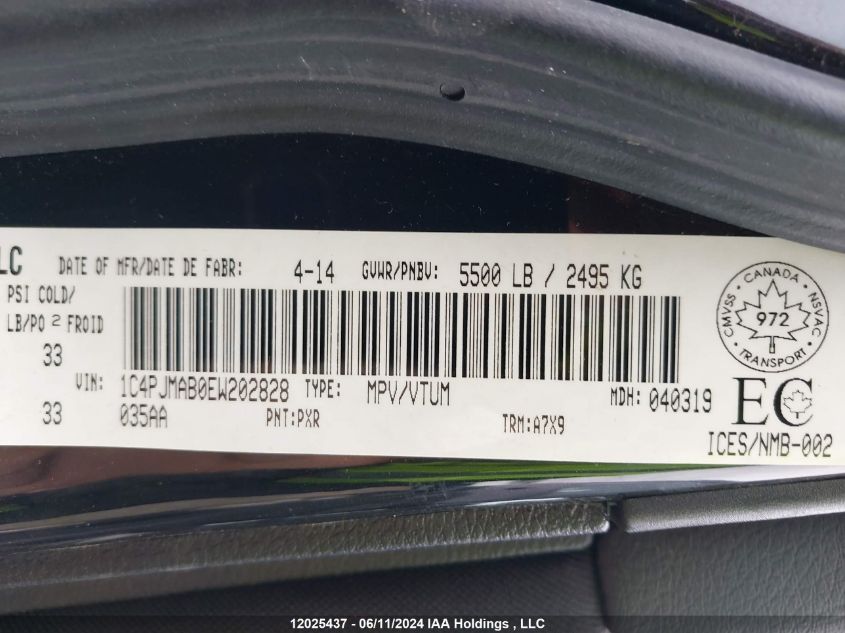 LC DATE OF MFR/DATE DE FABR: 4-14 GVWR/PNBV: 5500 LB / 2495 KG
PSI COLD/
LB/PO 2 FROID
33
VIN: 1C4PJMAB0EW202828 TYPE: MPV/VTUM MDH: 040319
33 035AA PNT:PXR TRM:A7X9
CANADA
CMVSS NSVAC
972
TRANSPORT
EC
ICES/NMB-002
12025437 - 06/11/2024 IAA Holdings , LLC